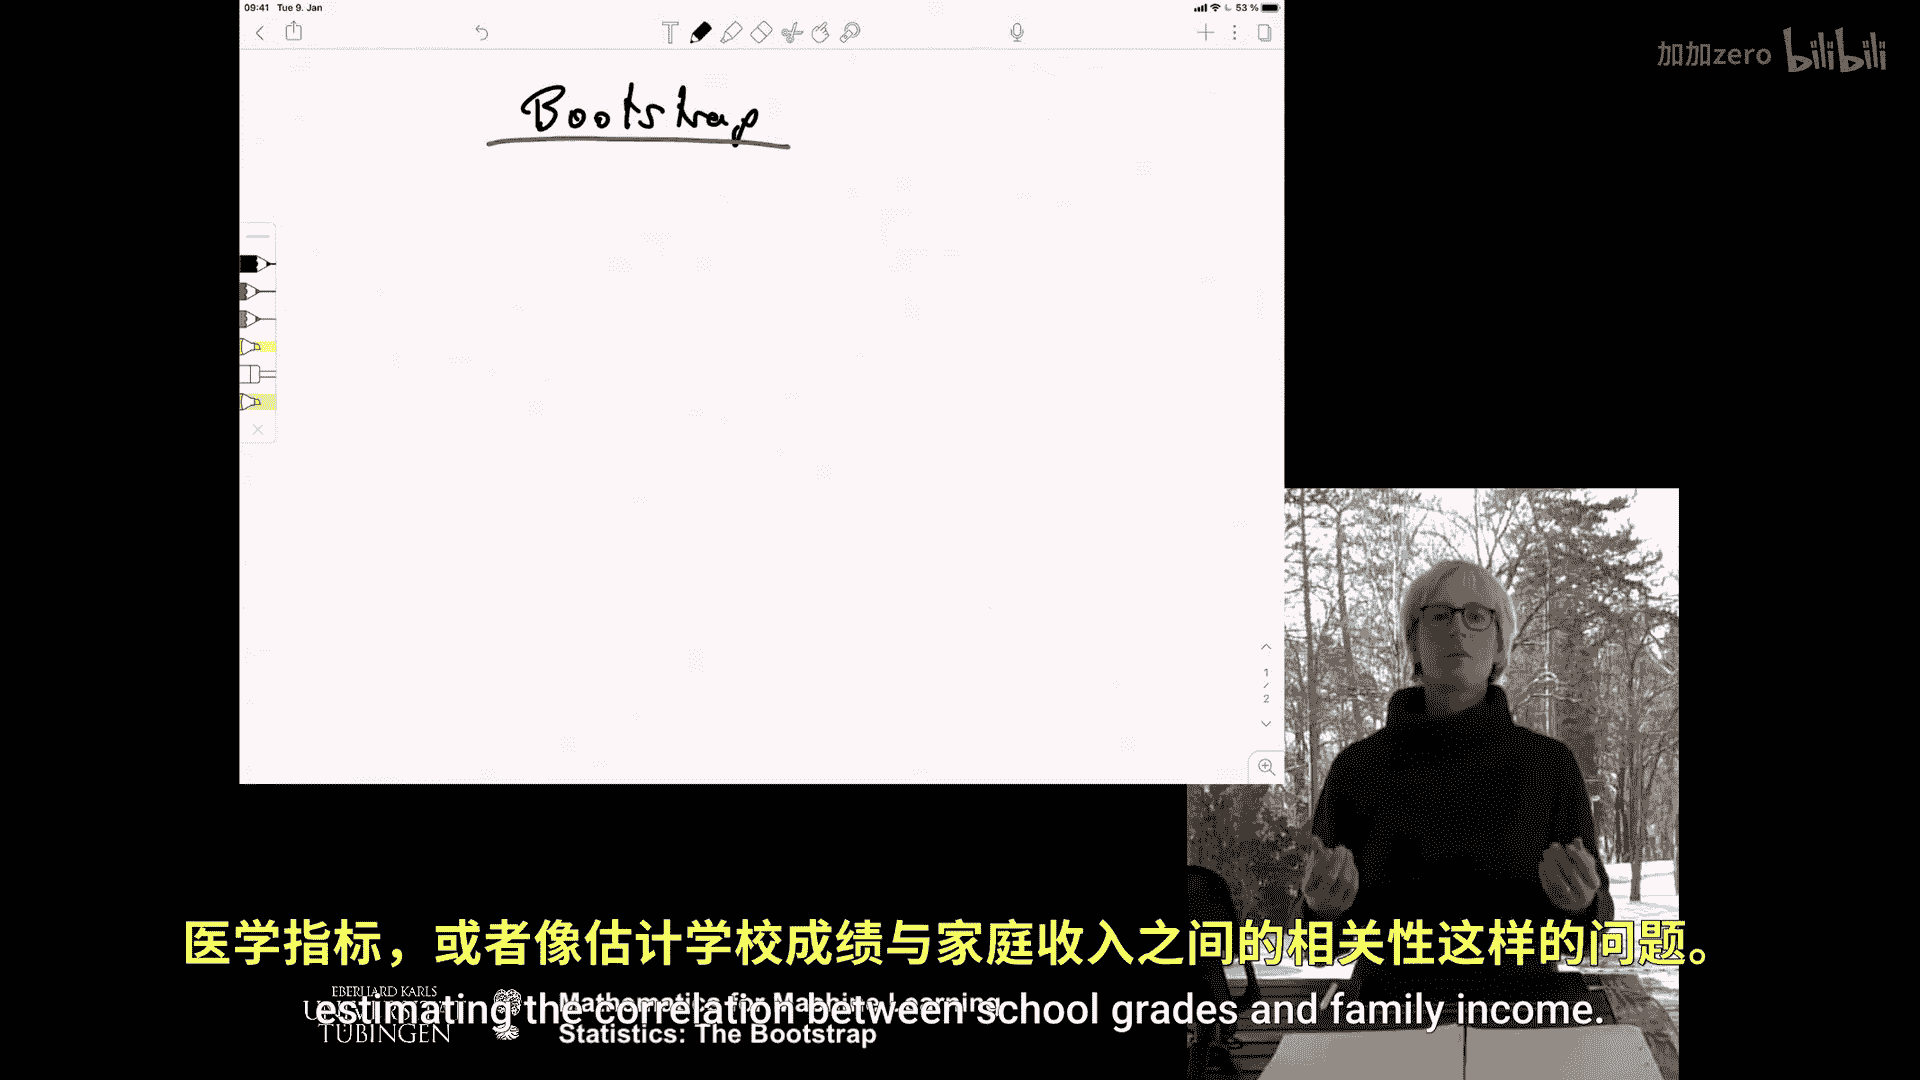 09:41 Tue 9. Jan
53 %
加加zero bilibili
Bootstrap
1
2
医学指标，或者像估计学校成绩与家庭收入之间的相关性这样的问题。
estimating the correlation between school grades and family income.
EBERHARD KARLS
UNIVERSITÄT
TÜBINGEN
Mathematics for Machine Learning
Statistics: The Bootstrap